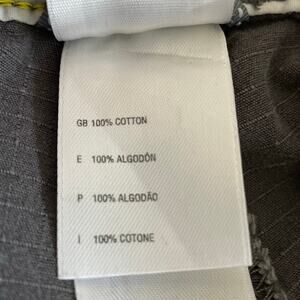 GB 100% COTTON
E 100% ALGODÓN
P 100% ALGODÃO
I 100% COTONE